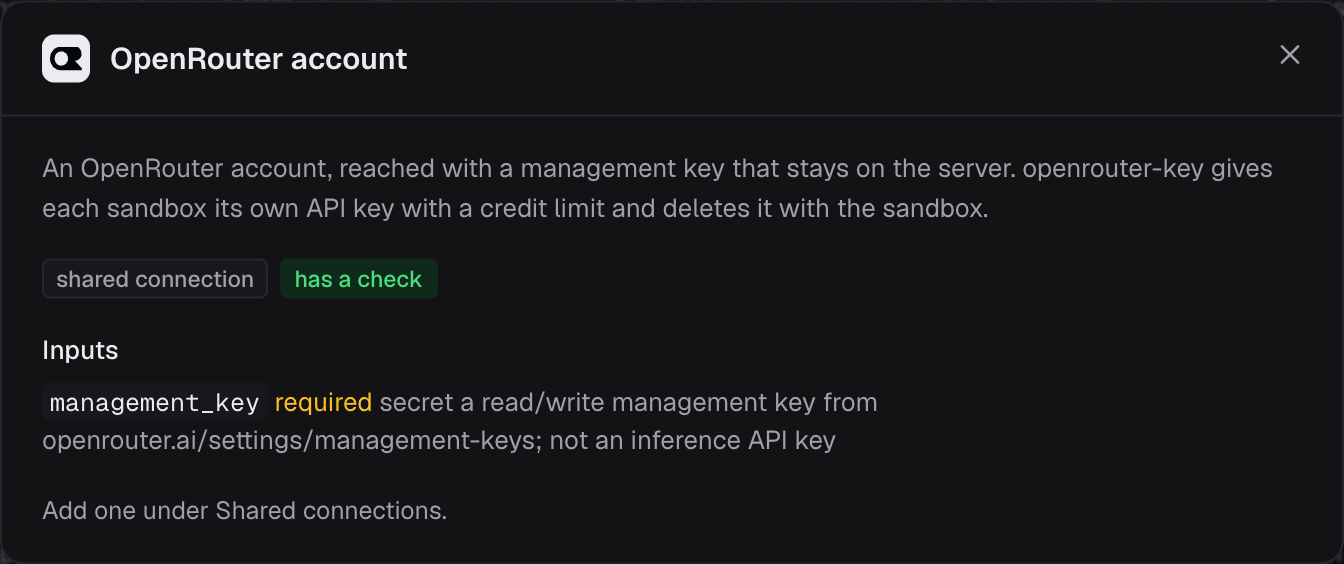 OpenRouter account
An OpenRouter account, reached with a management key that stays on the server. openrouter-key gives
each sandbox its own API key with a credit limit and deletes it with the sandbox.
shared connection has a check
Inputs
management_key required secret a read/write management key from
openrouter.ai/settings/management-keys; not an inference API key
Add one under Shared connections.